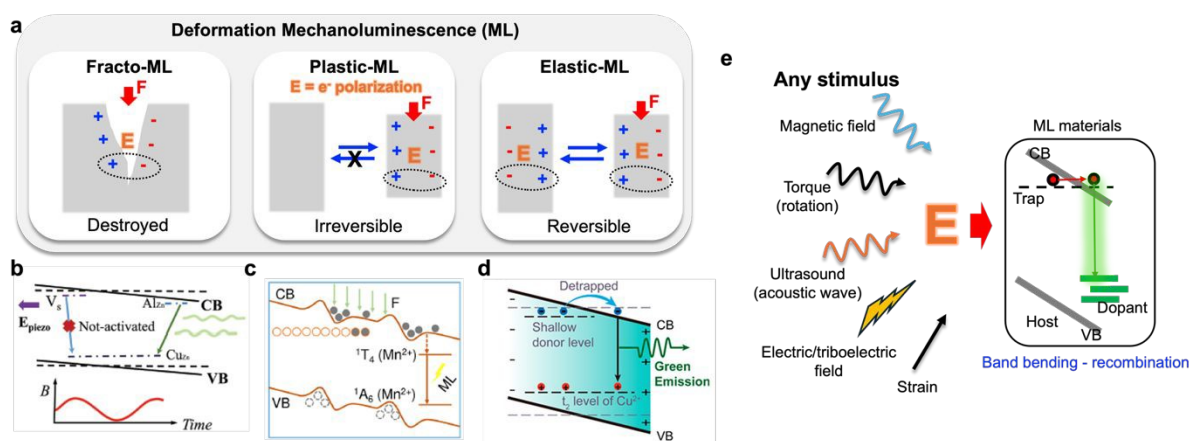 a
Deformation Mechanoluminescence (ML)
Fracto-ML
F
+ -
+ -
E
+ -
Destroyed
Plastic-ML
E = e- polarization
F
X
+ -
+ -
E
+ -
Irreversible
Elastic-ML
F
- +
- E +
- +
+ -
+ E -
+ -
Reversible
b
Vs
AlZn
CB
Epiezo
Not-activated
CuZn
VB
B
Time
c
CB
F
¹T₄ (Mn²⁺)
ML
¹A₆ (Mn²⁺)
VB
d
Detrapped
CB
Shallow
donor level
Green
Emission
t₂ level of Cu²⁺
VB
e
Any stimulus
Magnetic field
Torque
(rotation)
Ultrasound
(acoustic wave)
Electric/triboelectric
field
Strain
E
ML materials
CB
Trap
Dopant
Host
VB
Band bending - recombination